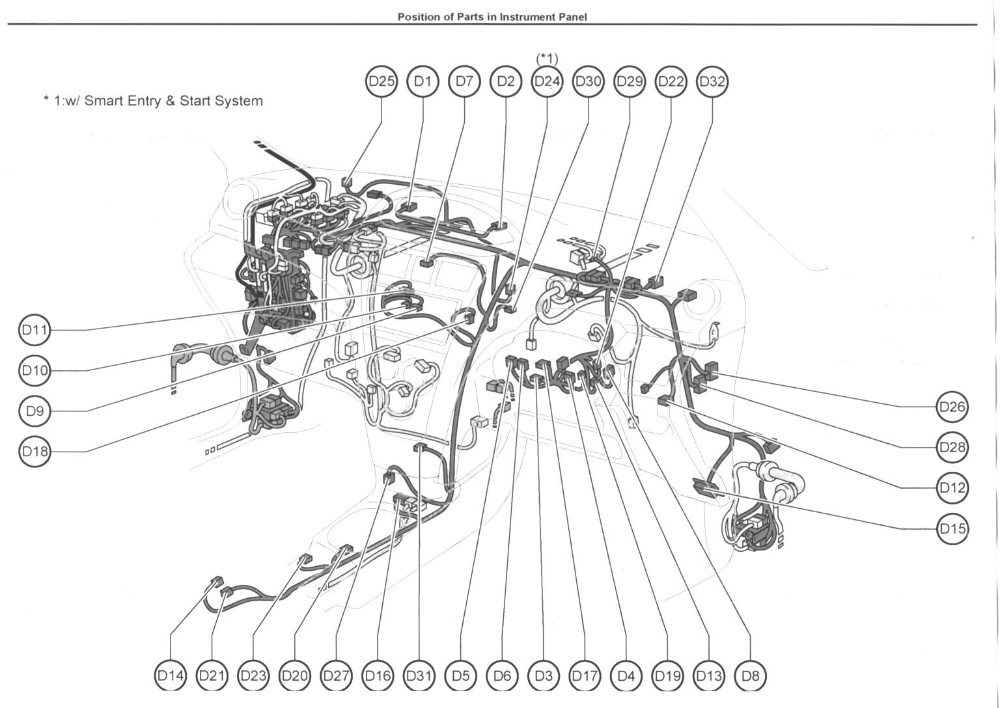 Position of Parts in Instrument Panel
(*1)
D25 D1 D7 D2 D24 D30 D29 D22 D32
* 1:w/ Smart Entry & Start System
D11
D10
D9
D18
D26
D28
D12
D15
D14 D21 D23 D20 D27 D16 D31 D5 D6 D3 D17 D4 D19 D13 D8